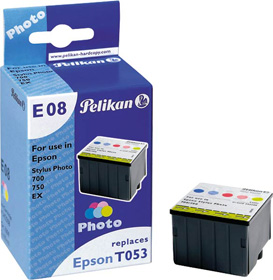 Photo
www.pelikan-hardcopy.com
E 08
Pelikan
For use in
Epson
Stylus Photo
700
750
EX
Photo
replaces
Epson T053